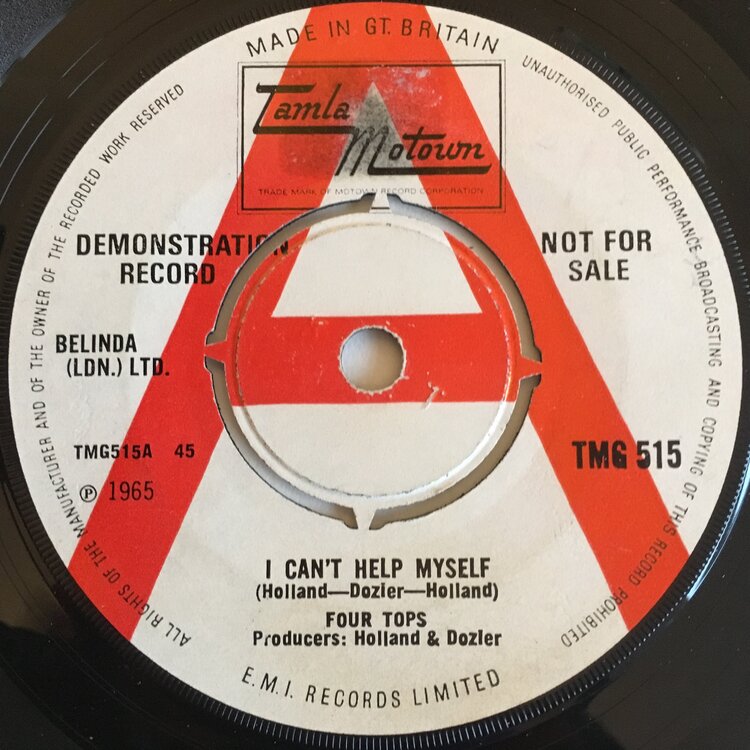 MADE IN GT. BRITAIN
UNAUTHORISED PUBLIC PERFORMANCE BROADCASTING AND COPYING OF THIS RECORD PROHIBITED
ALL RIGHTS OF THE MANUFACTURER AND OF THE OWNER OF THE RECORDED WORK RESERVED
Tamla
Motown
TRADE MARK OF MOTOWN RECORD CORPORATION
A
DEMONSTRATION
RECORD
NOT FOR
SALE
BELINDA
(LDN.) LTD.
TMG515A 45
Ⓟ 1965
TMG 515
I CAN'T HELP MYSELF
(Holland—Dozier—Holland)
FOUR TOPS
Producers: Holland & Dozier
E.M.I. RECORDS LIMITED